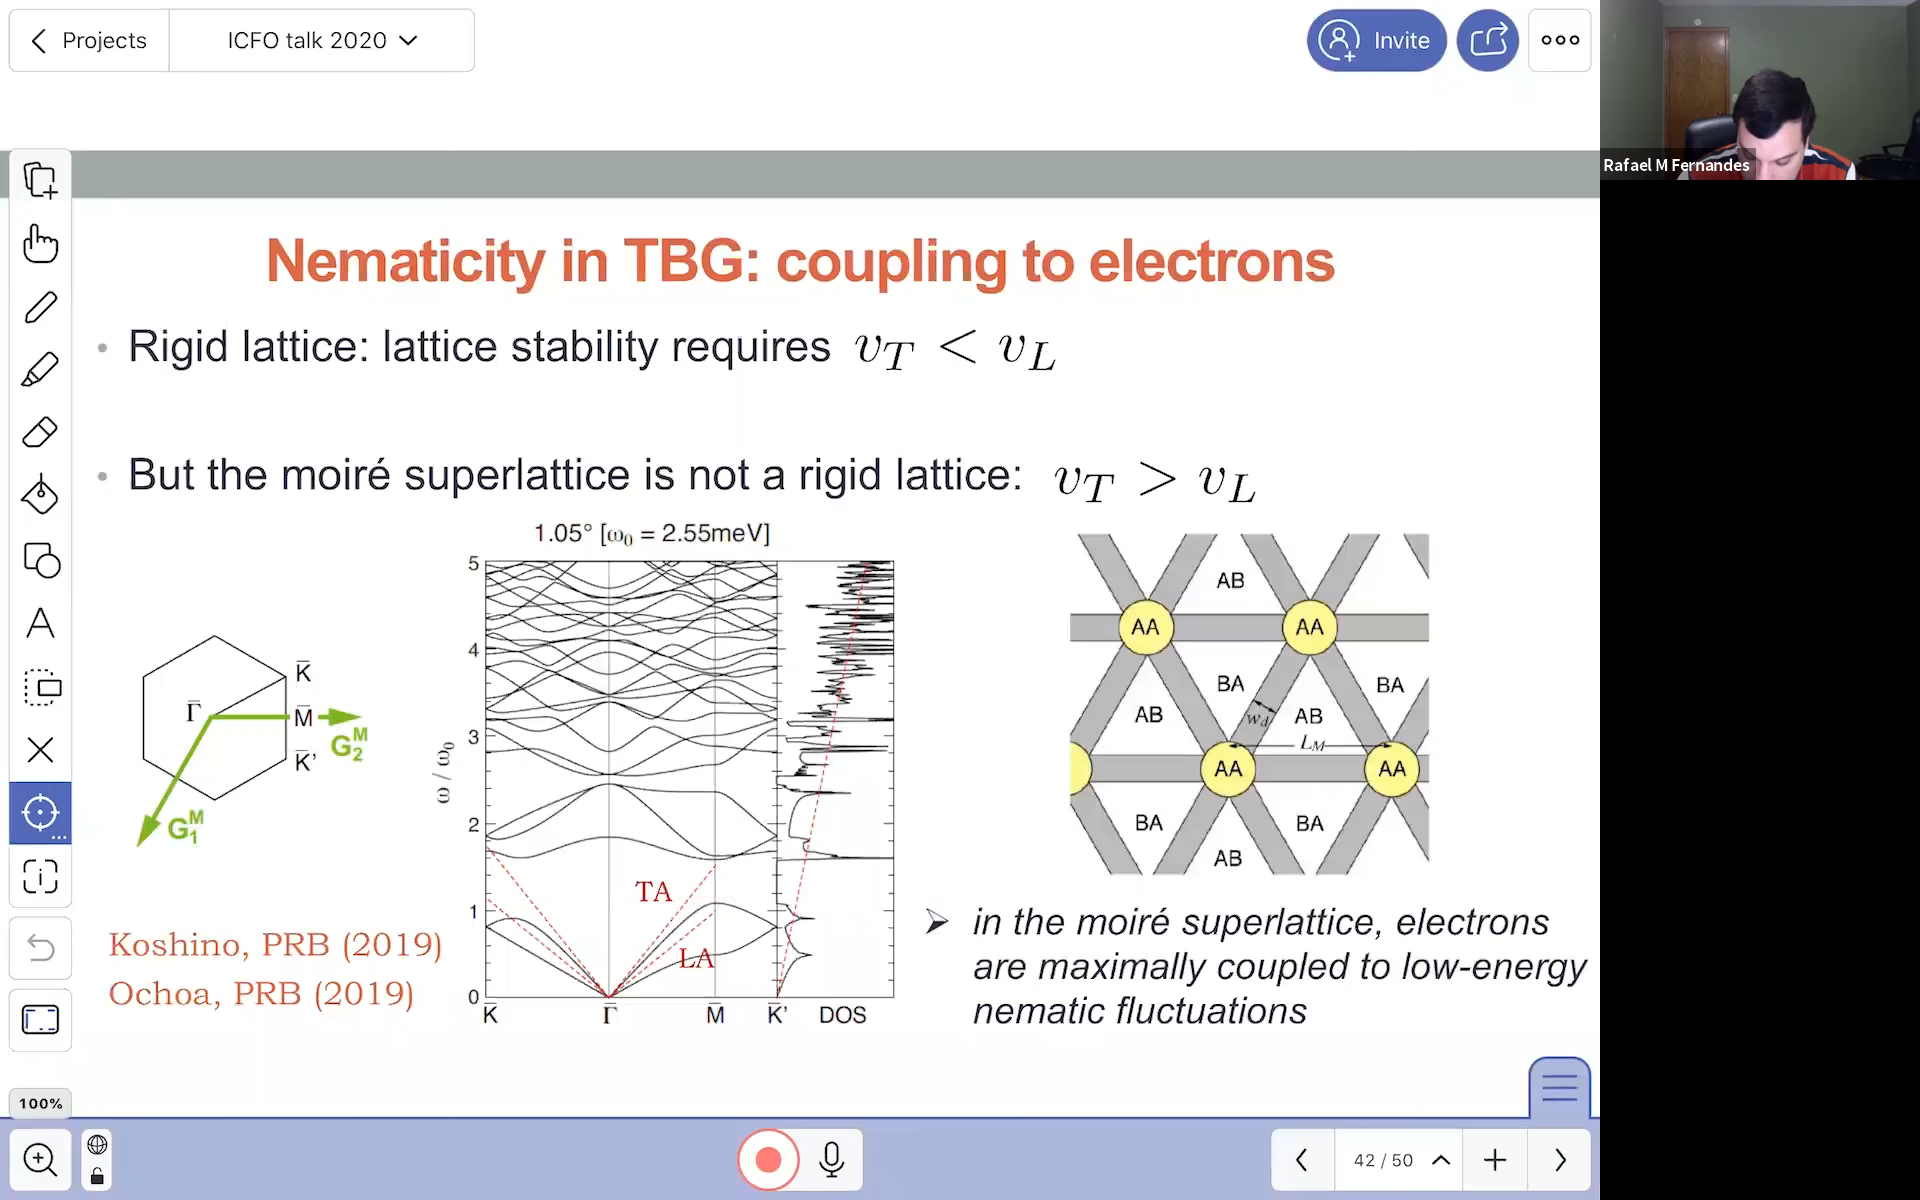 Projects
ICFO talk 2020
Invite
Rafael M Fernandes
Nematicity in TBG: coupling to electrons
• Rigid lattice: lattice stability requires v_T < v_L
• But the moiré superlattice is not a rigid lattice: v_T > v_L
1.05° [ω₀ = 2.55meV]
5
4
3
2
1
0
ω / ω₀
TA
LA
K̅ Γ̅ M̅ K̅' DOS
Γ̅
K̅
M̅
K̅'
G₂ᴹ
G₁ᴹ
AB
AA AA
BA BA
AB w_d AB
L_M
AA AA
BA BA
AB
Koshino, PRB (2019)
Ochoa, PRB (2019)
➢ in the moiré superlattice, electrons
are maximally coupled to low-energy
nematic fluctuations
100%
42 / 50